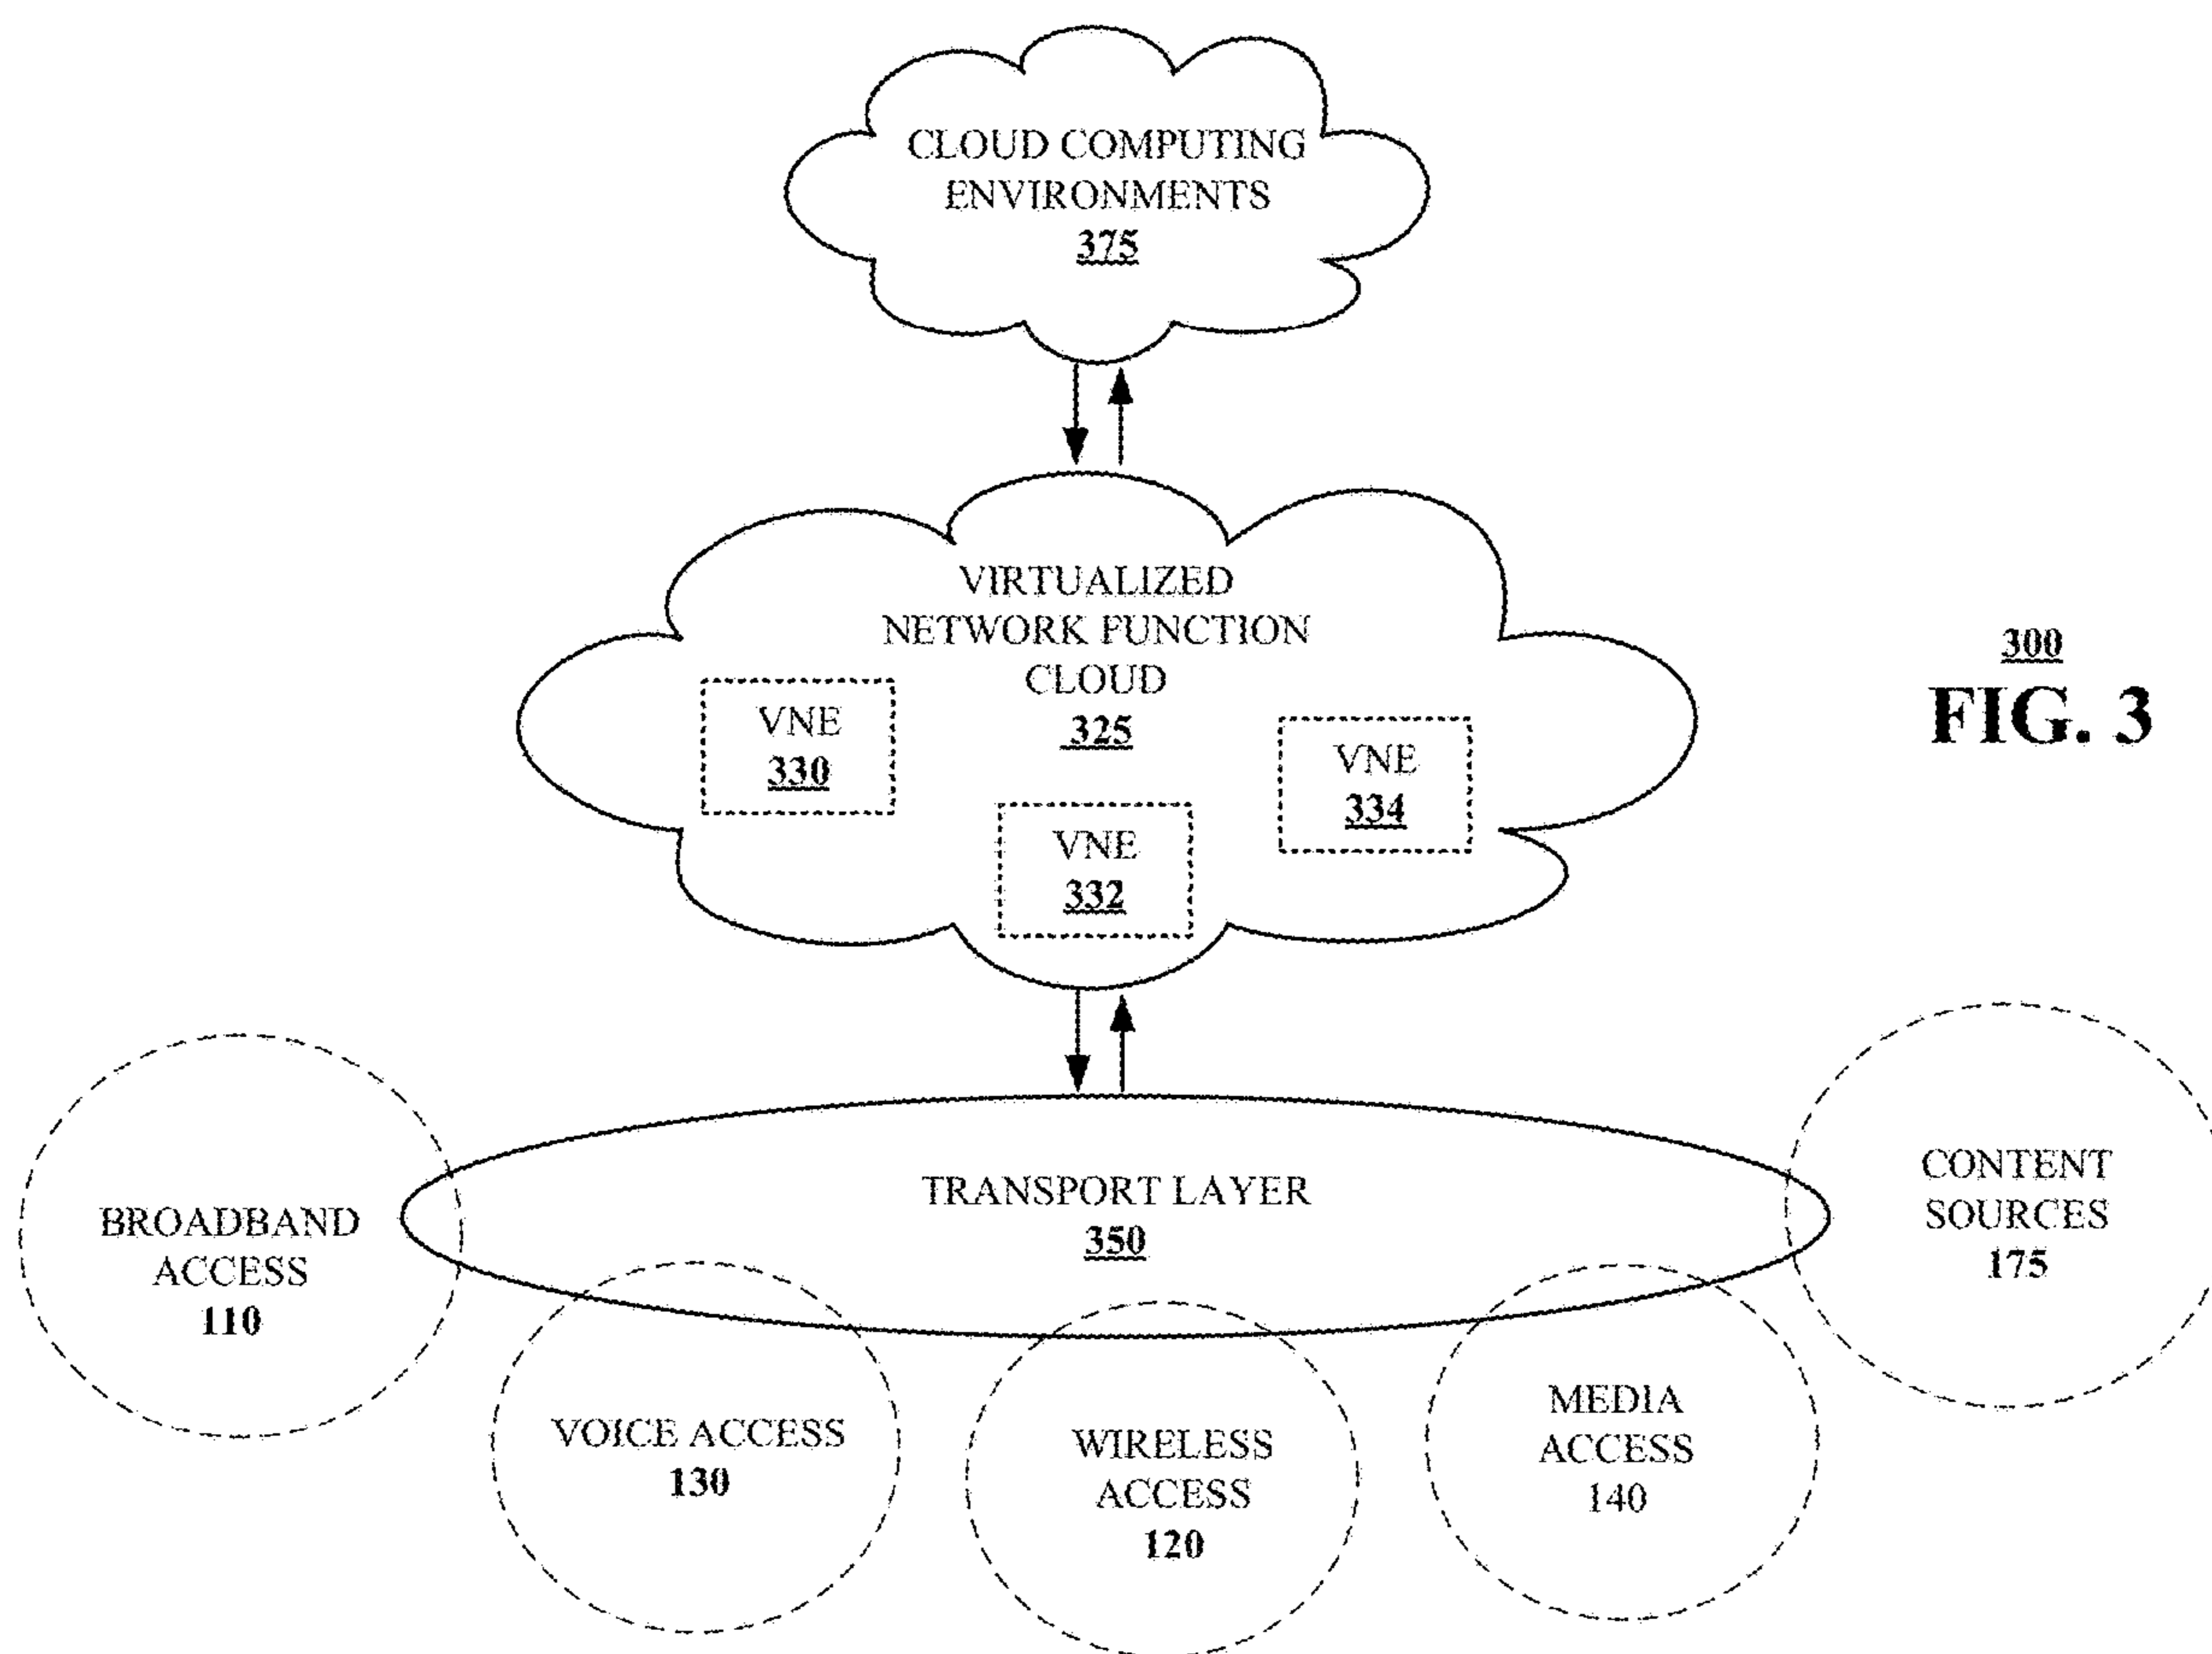 CLOUD COMPUTING
ENVIRONMENTS
375
VIRTUALIZED
NETWORK FUNCTION
CLOUD
325
VNE
330
VNE
332
VNE
334
300
FIG. 3
TRANSPORT LAYER
350
BROADBAND
ACCESS
110
VOICE ACCESS
130
WIRELESS
ACCESS
120
MEDIA
ACCESS
140
CONTENT
SOURCES
175